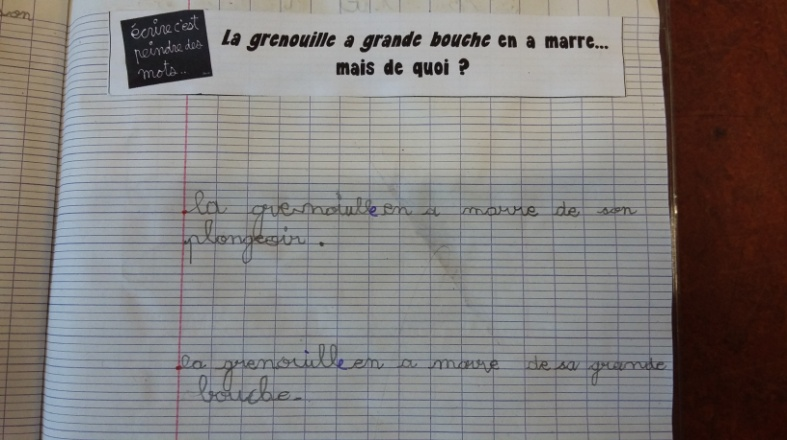 son
écrire c'est
peindre des
mots.. ...
La grenouille a grande bouche en a marre...
mais de quoi ?
la grenouille en a marre de son
plongeoir.
la grenouille en a marre de sa grande
bouche.